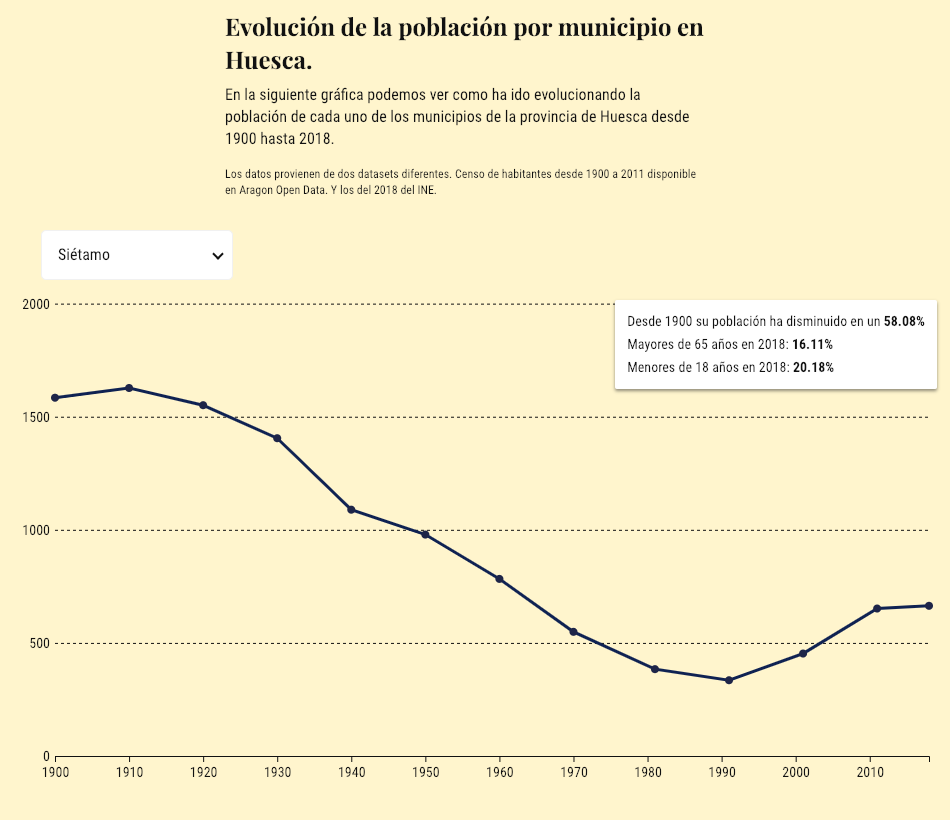 Evolución de la población por municipio en
Huesca.
En la siguiente gráfica podemos ver como ha ido evolucionando la
población de cada uno de los municipios de la provincia de Huesca desde
1900 hasta 2018.
Los datos provienen de dos datasets diferentes. Censo de habitantes desde 1900 a 2011 disponible
en Aragon Open Data. Y los del 2018 del INE.
Siétamo
2000
Desde 1900 su población ha disminuido en un 58.08%
Mayores de 65 años en 2018: 16.11%
Menores de 18 años en 2018: 20.18%
1500
1000
500
0
1900 1910 1920 1930 1940 1950 1960 1970 1980 1990 2000 2010